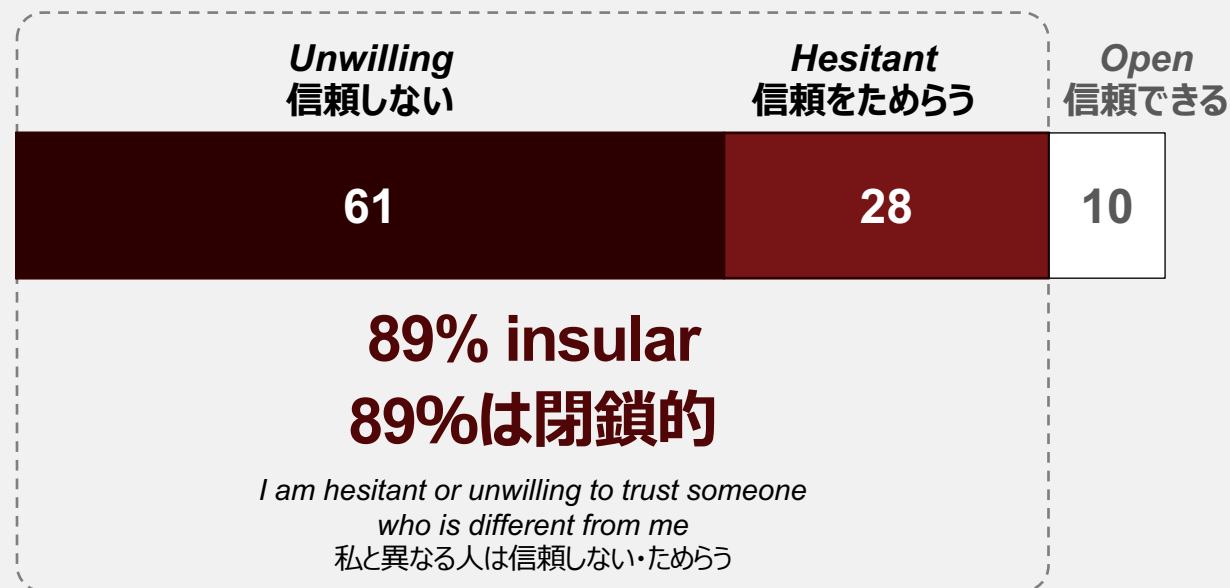 Unwilling
信頼しない
Hesitant
信頼をためらう
Open
信頼できる
61
28
10
89% insular
89%は閉鎖的
I am hesitant or unwilling to trust someone
who is different from me
私と異なる人は信頼しない・ためらう